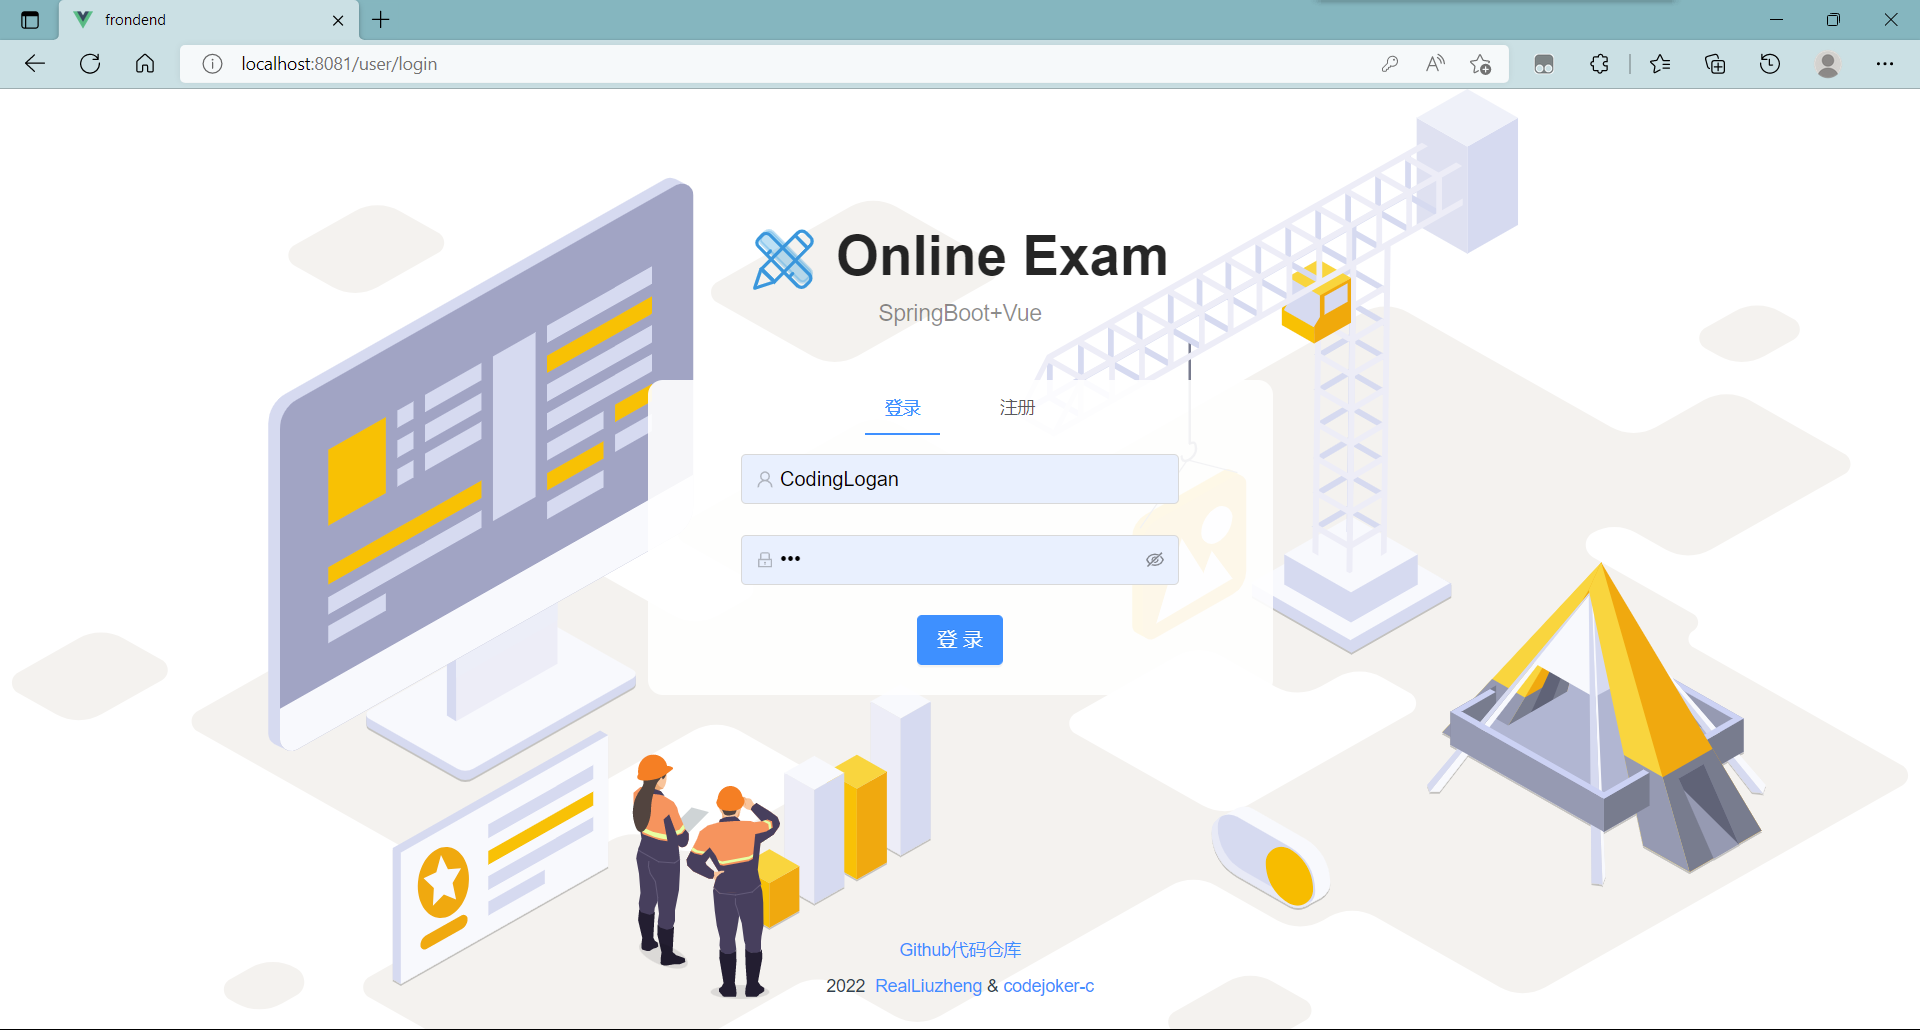 frondend
localhost:8081/user/login
Online Exam
SpringBoot+Vue
登录 注册
CodingLogan
•••
登 录
Github代码仓库
2022 RealLiuzheng & codejoker-c